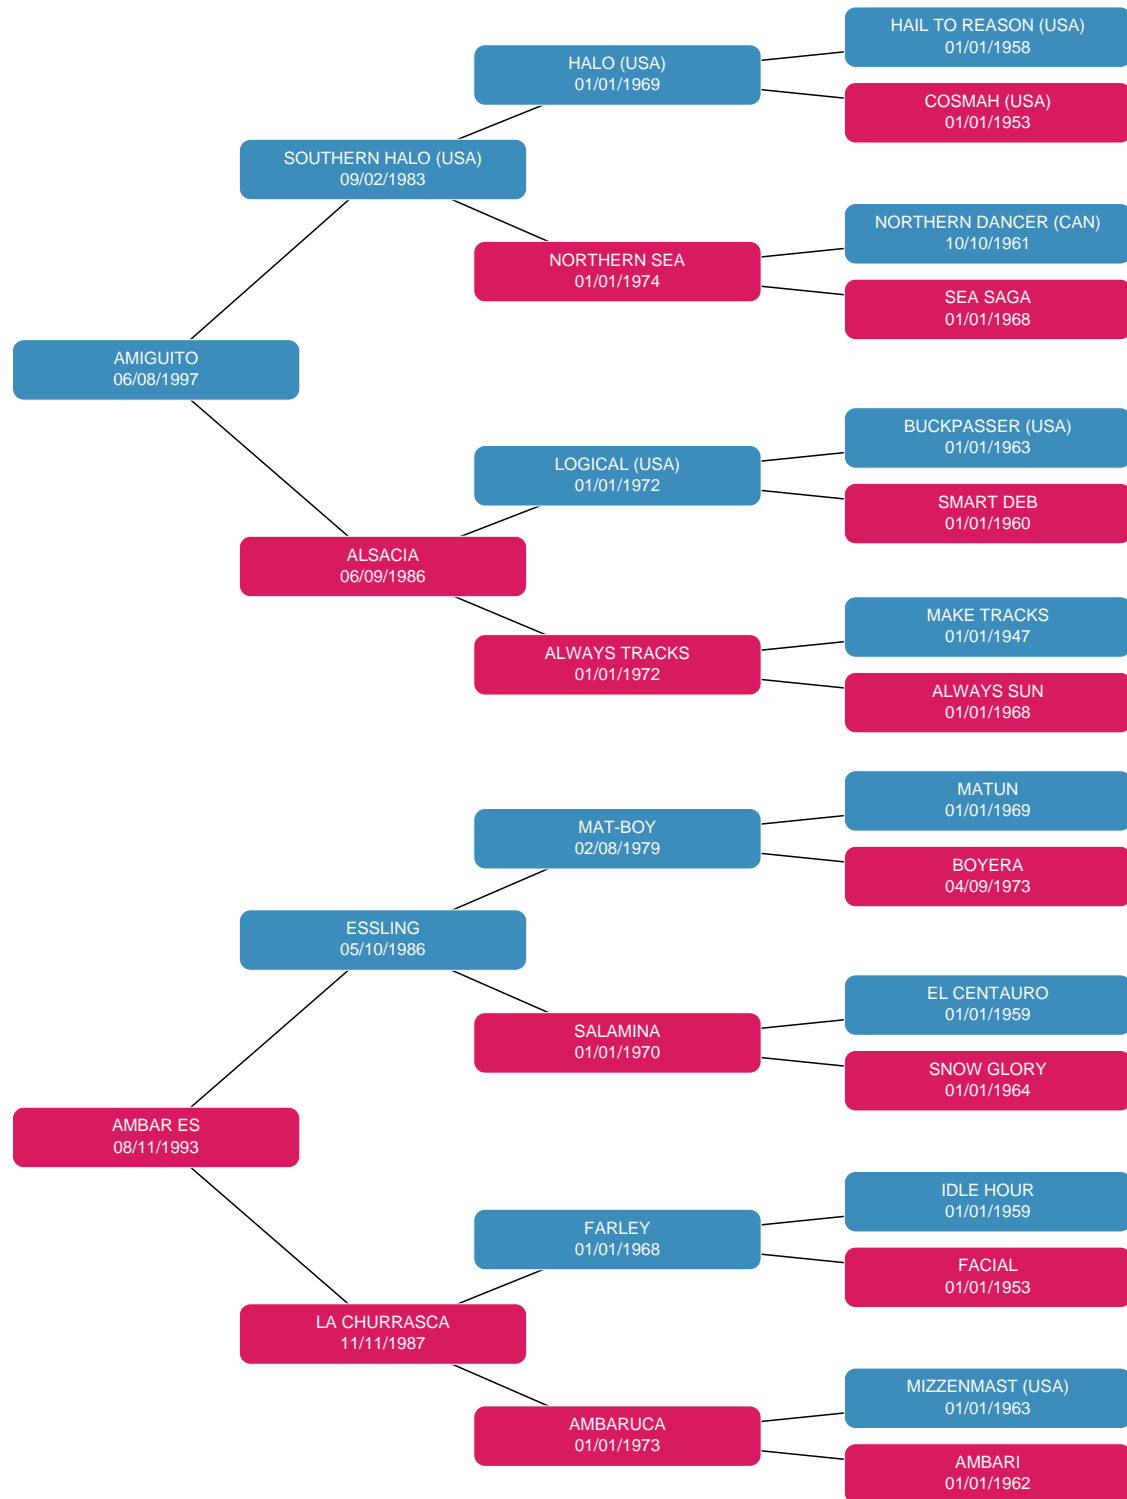 HAIL TO REASON (USA)
01/01/1958
HALO (USA)
01/01/1969
COSMAH (USA)
01/01/1953
SOUTHERN HALO (USA)
09/02/1983
NORTHERN DANCER (CAN)
10/10/1961
NORTHERN SEA
01/01/1974
SEA SAGA
01/01/1968
AMIGUITO
06/08/1997
BUCKPASSER (USA)
01/01/1963
LOGICAL (USA)
01/01/1972
SMART DEB
01/01/1960
ALSACIA
06/09/1986
MAKE TRACKS
01/01/1947
ALWAYS TRACKS
01/01/1972
ALWAYS SUN
01/01/1968
MATUN
01/01/1969
MAT-BOY
02/08/1979
BOYERA
04/09/1973
ESSLING
05/10/1986
EL CENTAURO
01/01/1959
SALAMINA
01/01/1970
SNOW GLORY
01/01/1964
AMBAR ES
08/11/1993
IDLE HOUR
01/01/1959
FARLEY
01/01/1968
FACIAL
01/01/1953
LA CHURRASCA
11/11/1987
MIZZENMAST (USA)
01/01/1963
AMBARUCA
01/01/1973
AMBARI
01/01/1962